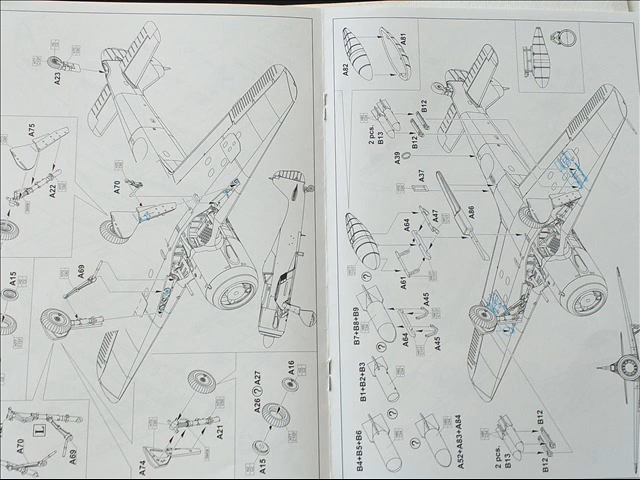 A23
A75
A22
A70
A15
A69
A70
L
A69
A74
A21
A16
A26 ? A27
A15
A82
A81
B12
2 pcs.
B13
B12
A39
A37
A47
A64
A86
A61
?
B7+B8+B9
A45
A64
A45
?
B1+B2+B3
?
B4+B5+B6
?
A52+A83+A84
2 pcs.
B13
B12
B12